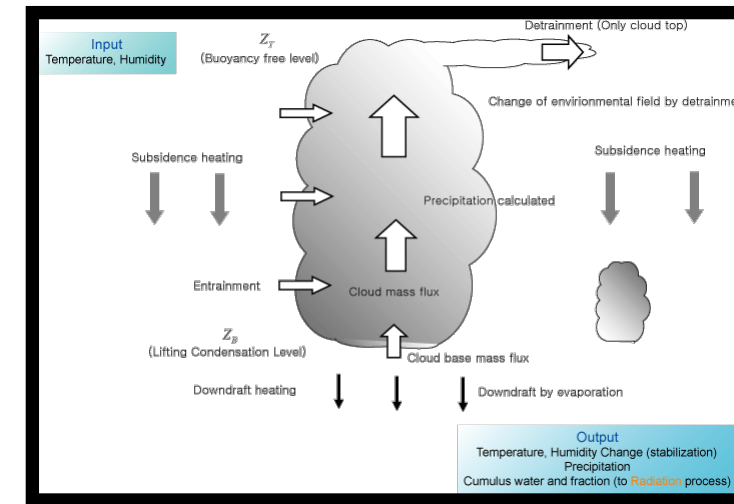 Input
Temperature, Humidity
Z_T
(Buoyancy free level)
Detrainment (Only cloud top)
Change of envirionmental field by detrainme
Subsidence heating
Subsidence heating
Precipitation calculated
Entrainment
Cloud mass flux
Z_B
(Lifting Condensation Level)
Cloud base mass flux
Downdraft heating
Downdraft by evaporation
Output
Temperature, Humidity Change (stabilization)
Precipitation
Cumulus water and fraction (to Radiation process)